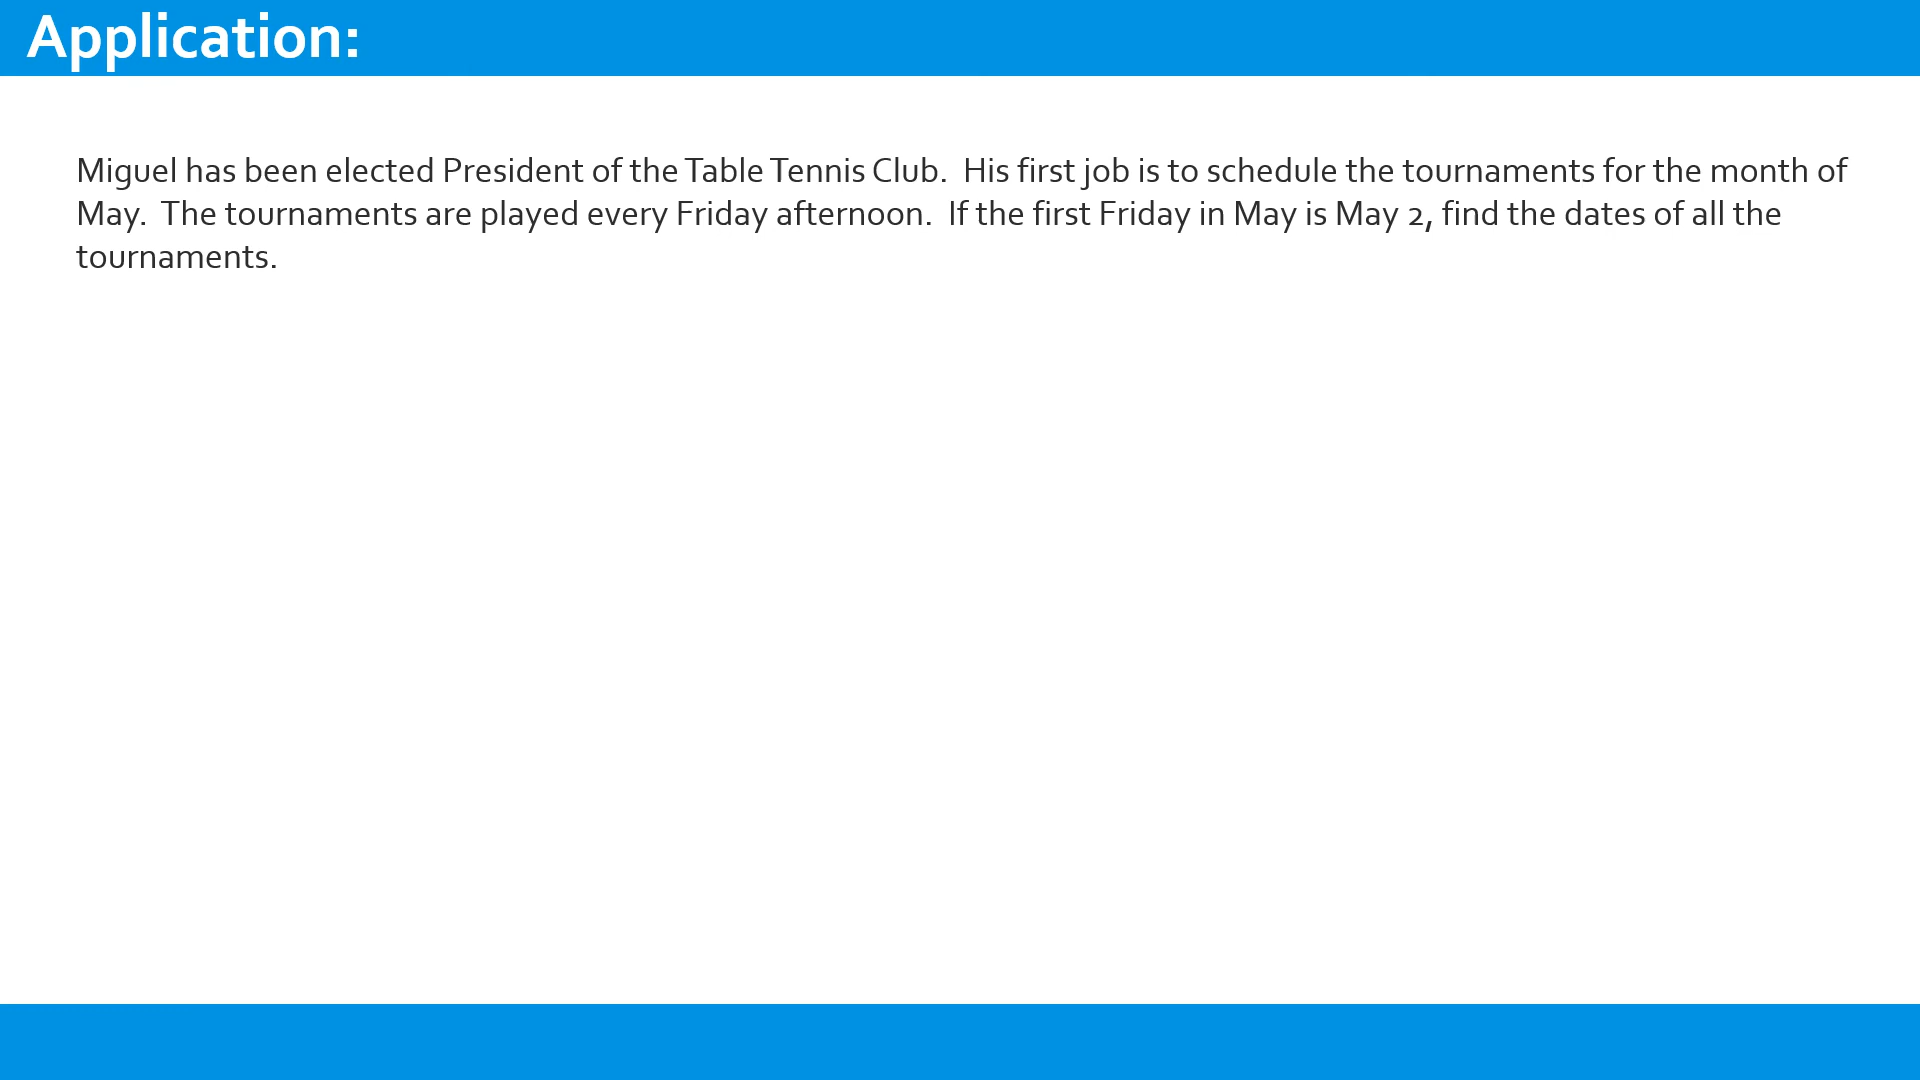 Application:
Miguel has been elected President of the Table Tennis Club.  His first job is to schedule the tournaments for the month of
May.  The tournaments are played every Friday afternoon.  If the first Friday in May is May 2, find the dates of all the
tournaments.